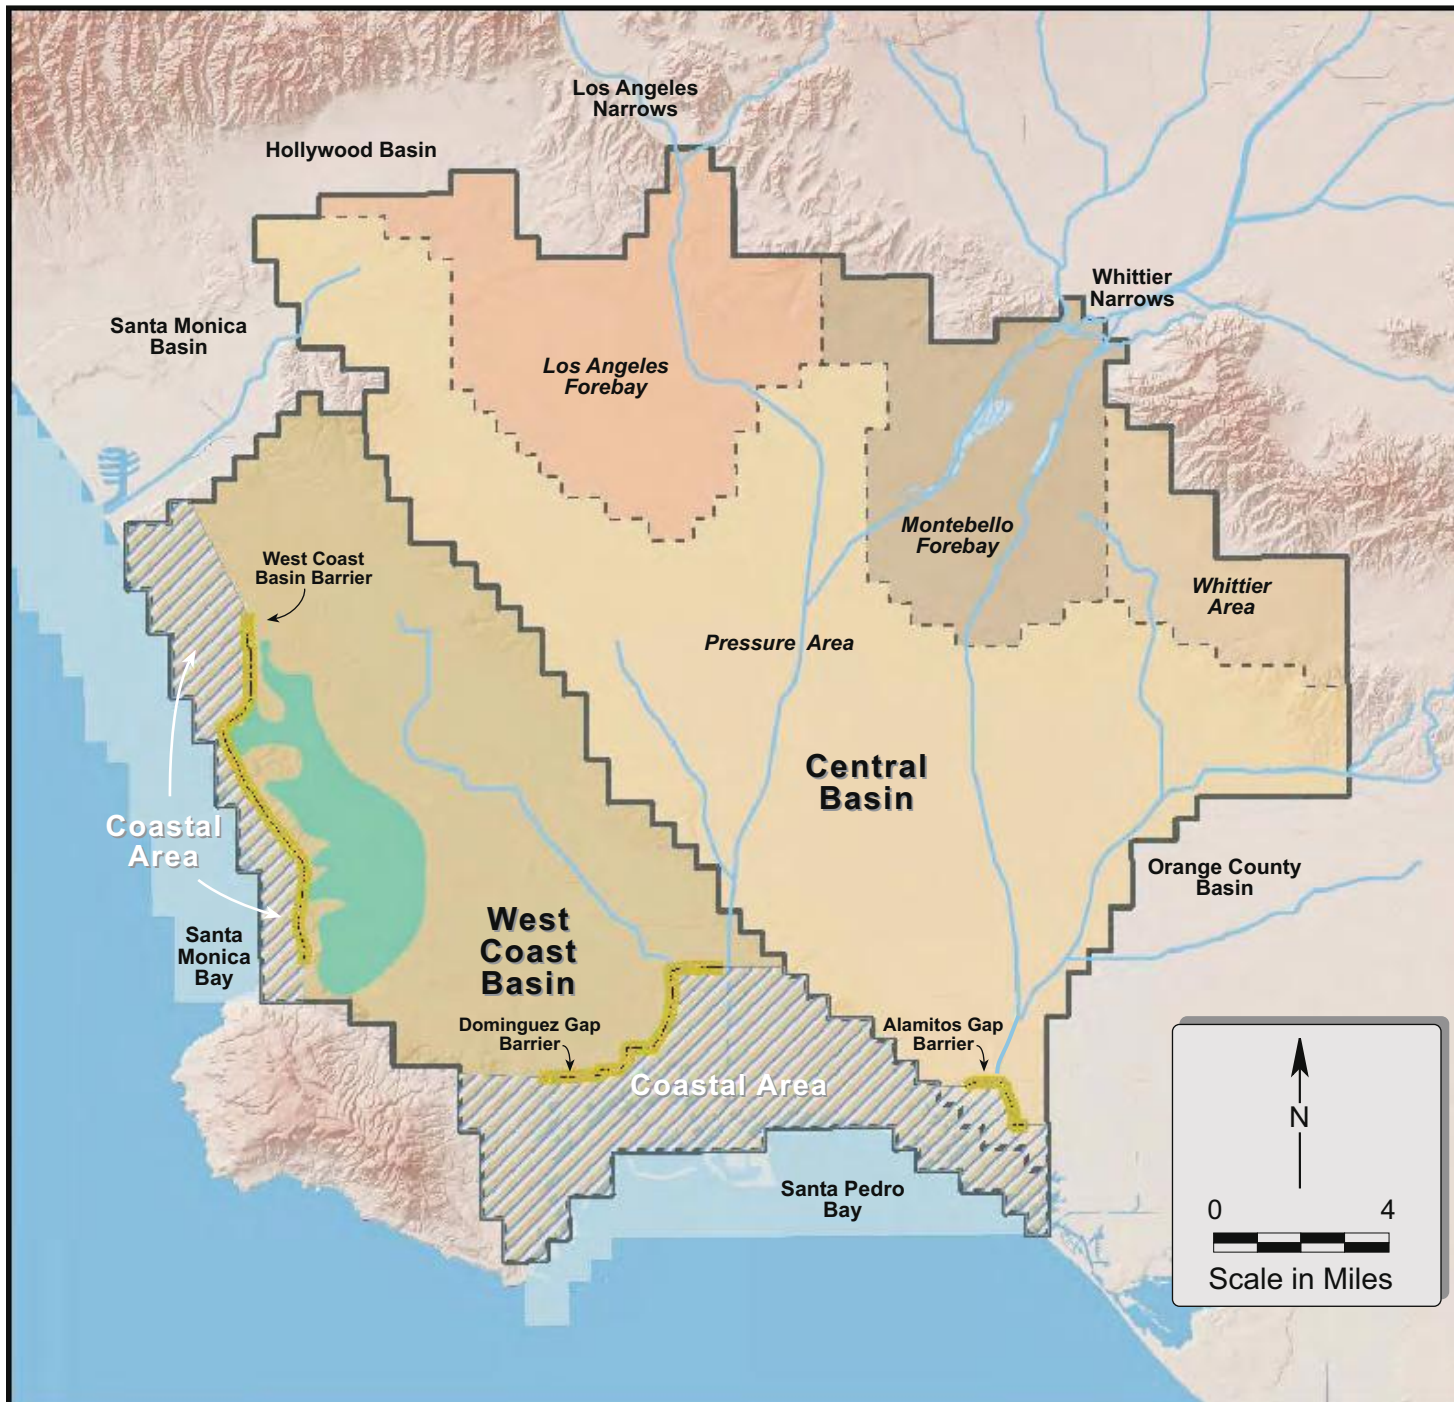 Los Angeles
Narrows
Hollywood Basin
Whittier
Narrows
Santa Monica
Basin
Los Angeles
Forebay
Montebello
Forebay
West Coast
Basin Barrier
Whittier
Area
Pressure Area
Central
Basin
Coastal
Area
Orange County
Basin
West
Coast
Basin
Santa
Monica
Bay
Dominguez Gap
Barrier
Alamitos Gap
Barrier
Coastal Area
Santa Pedro
Bay
N
0 4
Scale in Miles